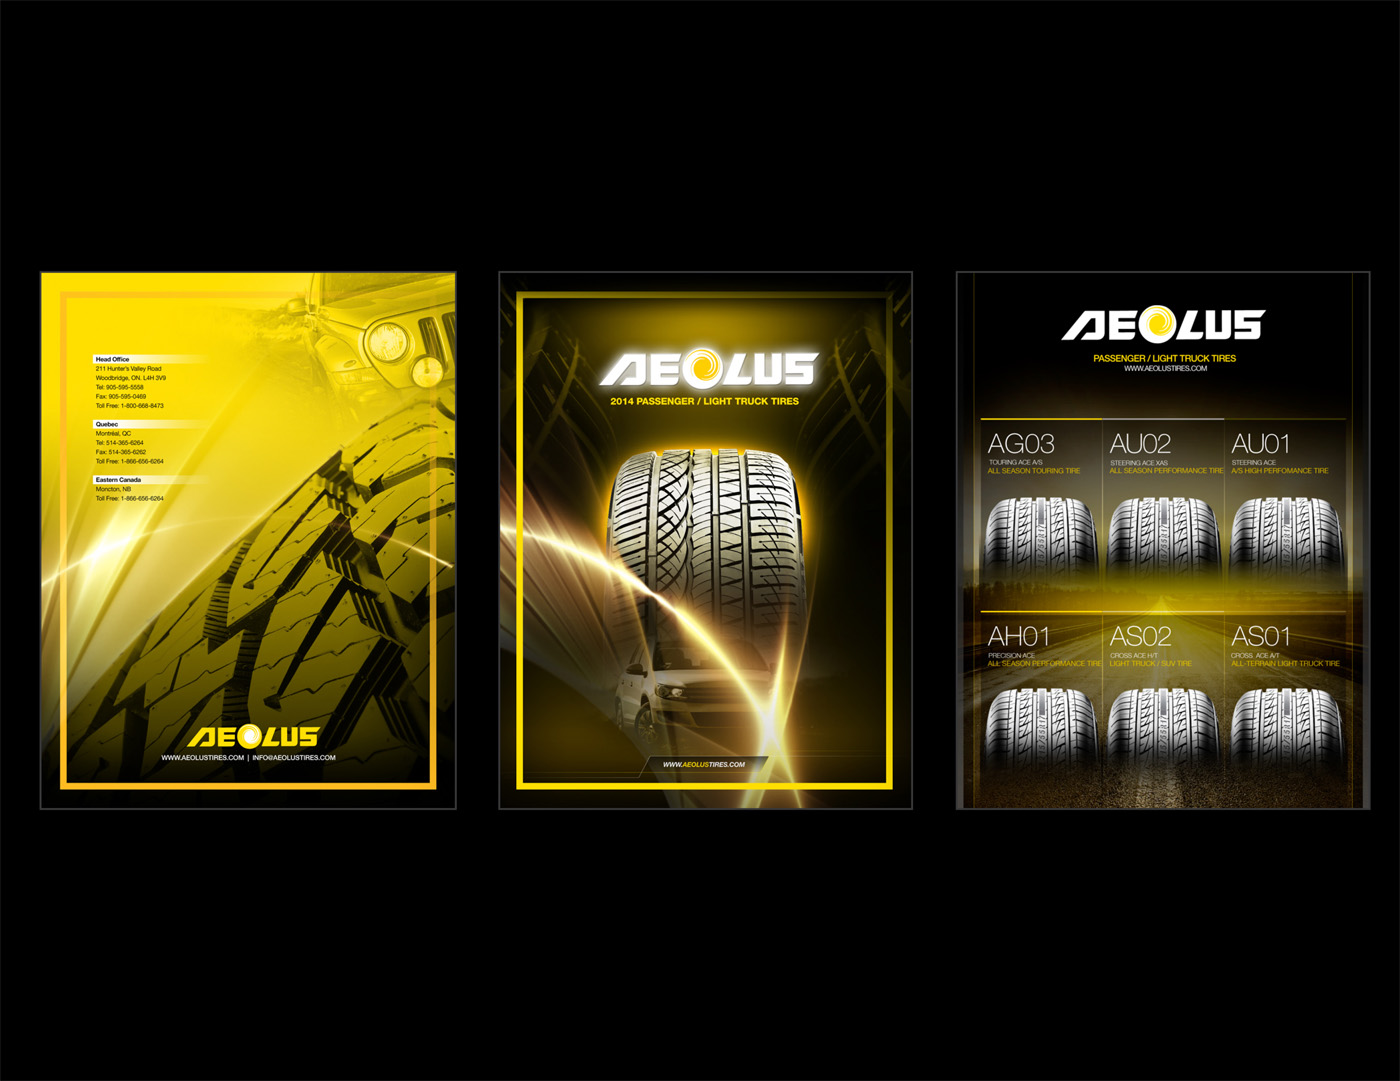 Head Office
211 Hunter's Valley Road
Woodbridge, ON. L4H 3V9
Tel: 905-595-5558
Fax: 905-595-0469
Toll Free: 1-800-668-8473
Quebec
Montréal, QC
Tel: 514-365-6264
Fax: 514-365-6262
Toll Free: 1-866-656-6264
Eastern Canada
Moncton, NB
Toll Free: 1-866-656-6264
AEOLUS
WWW.AEOLUSTIRES.COM | INFO@AEOLUSTIRES.COM
AEOLUS
2014 PASSENGER / LIGHT TRUCK TIRES
WWW.AEOLUSTIRES.COM
AEOLUS
PASSENGER / LIGHT TRUCK TIRES
WWW.AEOLUSTIRES.COM
AG03
TOURING ACE A/S
ALL SEASON TOURING TIRE
AU02
STEERING ACE XAS
ALL SEASON PERFORMANCE TIRE
AU01
STEERING ACE
A/S HIGH PERFOMANCE TIRE
AH01
PRECISION ACE
ALL SEASON PERFORMANCE TIRE
AS02
CROSS ACE H/T
LIGHT TRUCK / SUV TIRE
AS01
CROSS ACE A/T
ALL-TERRAIN LIGHT TRUCK TIRE